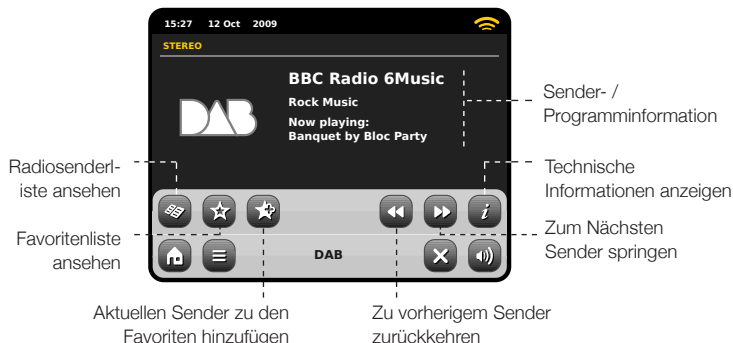 15:27 12 Oct 2009
STEREO
BBC Radio 6Music
DAB
Rock Music
Now playing:
Banquet by Bloc Party
Sender- /
Programminformation
Radiosenderl-
iste ansehen
Technische
Informationen anzeigen
i
Favoritenliste
ansehen
Zum Nächsten
Sender springen
DAB
Aktuellen Sender zu den
Favoriten hinzufügen
Zu vorherigem Sender
zurückkehren